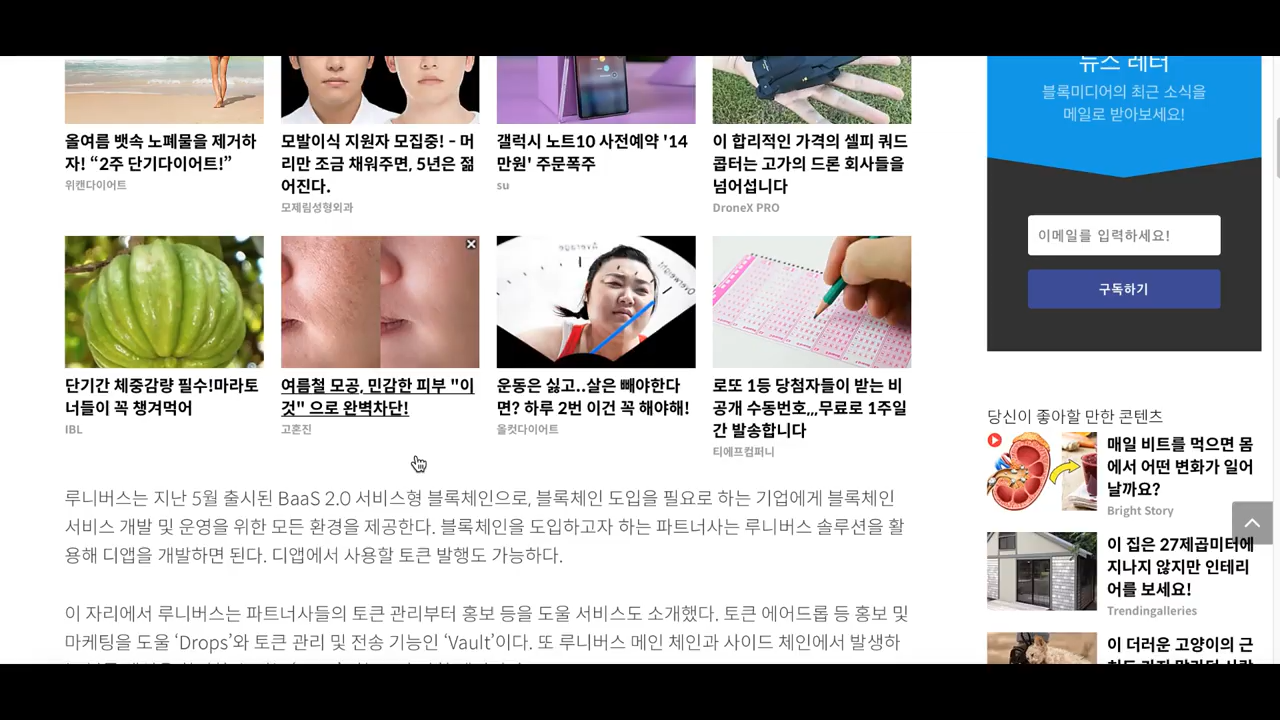 올여름 뱃속 노폐물을 제거하
자! “2주 단기다이어트!”
위캔다이어트
모발이식 지원자 모집중! - 머
리만 조금 채워주면, 5년은 젊
어진다.
모제림성형외과
갤럭시 노트10 사전예약 '14
만원' 주문폭주
su
이 합리적인 가격의 셀피 쿼드
콥터는 고가의 드론 회사들을
넘어섭니다
DroneX PRO
단기간 체중감량 필수!마라토
너들이 꼭 챙겨먹어
IBL
여름철 모공, 민감한 피부 "이
것" 으로 완벽차단!
고혼진
운동은 싫고..살은 빼야한다
면? 하루 2번 이건 꼭 해야해!
올컷다이어트
로또 1등 당첨자들이 받는 비
공개 수동번호,,,무료로 1주일
간 발송합니다
티에프컴퍼니
루니버스는 지난 5월 출시된 BaaS 2.0 서비스형 블록체인으로, 블록체인 도입을 필요로 하는 기업에게 블록체인
서비스 개발 및 운영을 위한 모든 환경을 제공한다. 블록체인을 도입하고자 하는 파트너사는 루니버스 솔루션을 활
용해 디앱을 개발하면 된다. 디앱에서 사용할 토큰 발행도 가능하다.
이 자리에서 루니버스는 파트너사들의 토큰 관리부터 홍보 등을 도울 서비스도 소개했다. 토큰 에어드롭 등 홍보 및
마케팅을 도울 ‘Drops’와 토큰 관리 및 전송 기능인 ‘Vault’이다. 또 루니버스 메인 체인과 사이드 체인에서 발생하
뉴스 레터
블록미디어의 최근 소식을
메일로 받아보세요!
이메일를 입력하세요!
구독하기
당신이 좋아할 만한 콘텐츠
매일 비트를 먹으면 몸
에서 어떤 변화가 일어
날까요?
Bright Story
이 집은 27제곱미터에
지나지 않지만 인테리
어를 보세요!
Trendingalleries
이 더러운 고양이의 근